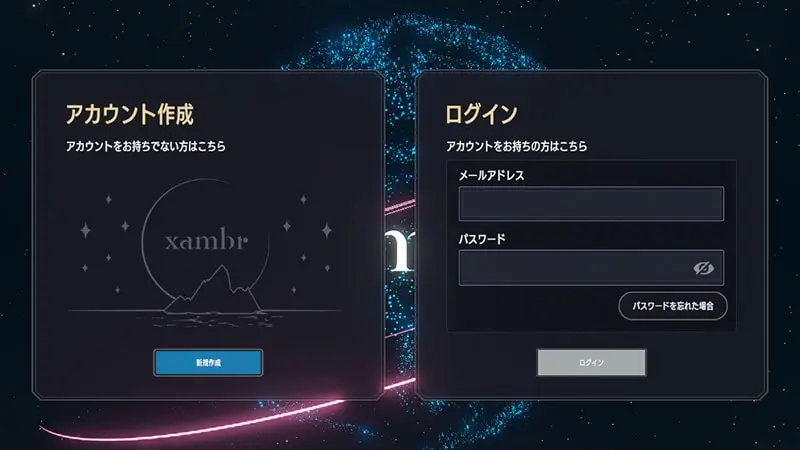 アカウント作成
アカウントをお持ちでない方はこちら
xambr
新規作成
ログイン
アカウントをお持ちの方はこちら
メールアドレス
パスワード
パスワードを忘れた場合
ログイン